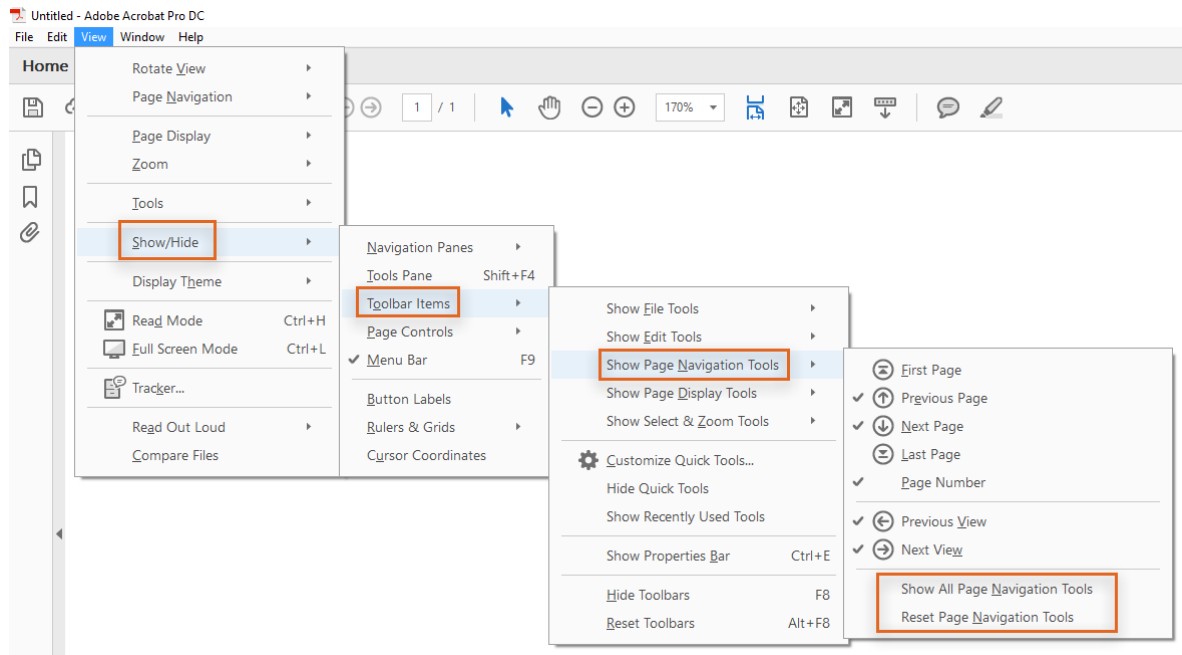 Untitled - Adobe Acrobat Pro DC
File Edit View Window Help
Home
1 / 1
170%
Rotate View
Page Navigation
Page Display
Zoom
Tools
Show/Hide
Display Theme
Read Mode Ctrl+H
Full Screen Mode Ctrl+L
Tracker...
Read Out Loud
Compare Files
Navigation Panes
Tools Pane Shift+F4
Toolbar Items
Page Controls
Menu Bar F9
Button Labels
Rulers & Grids
Cursor Coordinates
Show File Tools
Show Edit Tools
Show Page Navigation Tools
Show Page Display Tools
Show Select & Zoom Tools
Customize Quick Tools...
Hide Quick Tools
Show Recently Used Tools
Show Properties Bar Ctrl+E
Hide Toolbars F8
Reset Toolbars Alt+F8
First Page
Previous Page
Next Page
Last Page
Page Number
Previous View
Next View
Show All Page Navigation Tools
Reset Page Navigation Tools